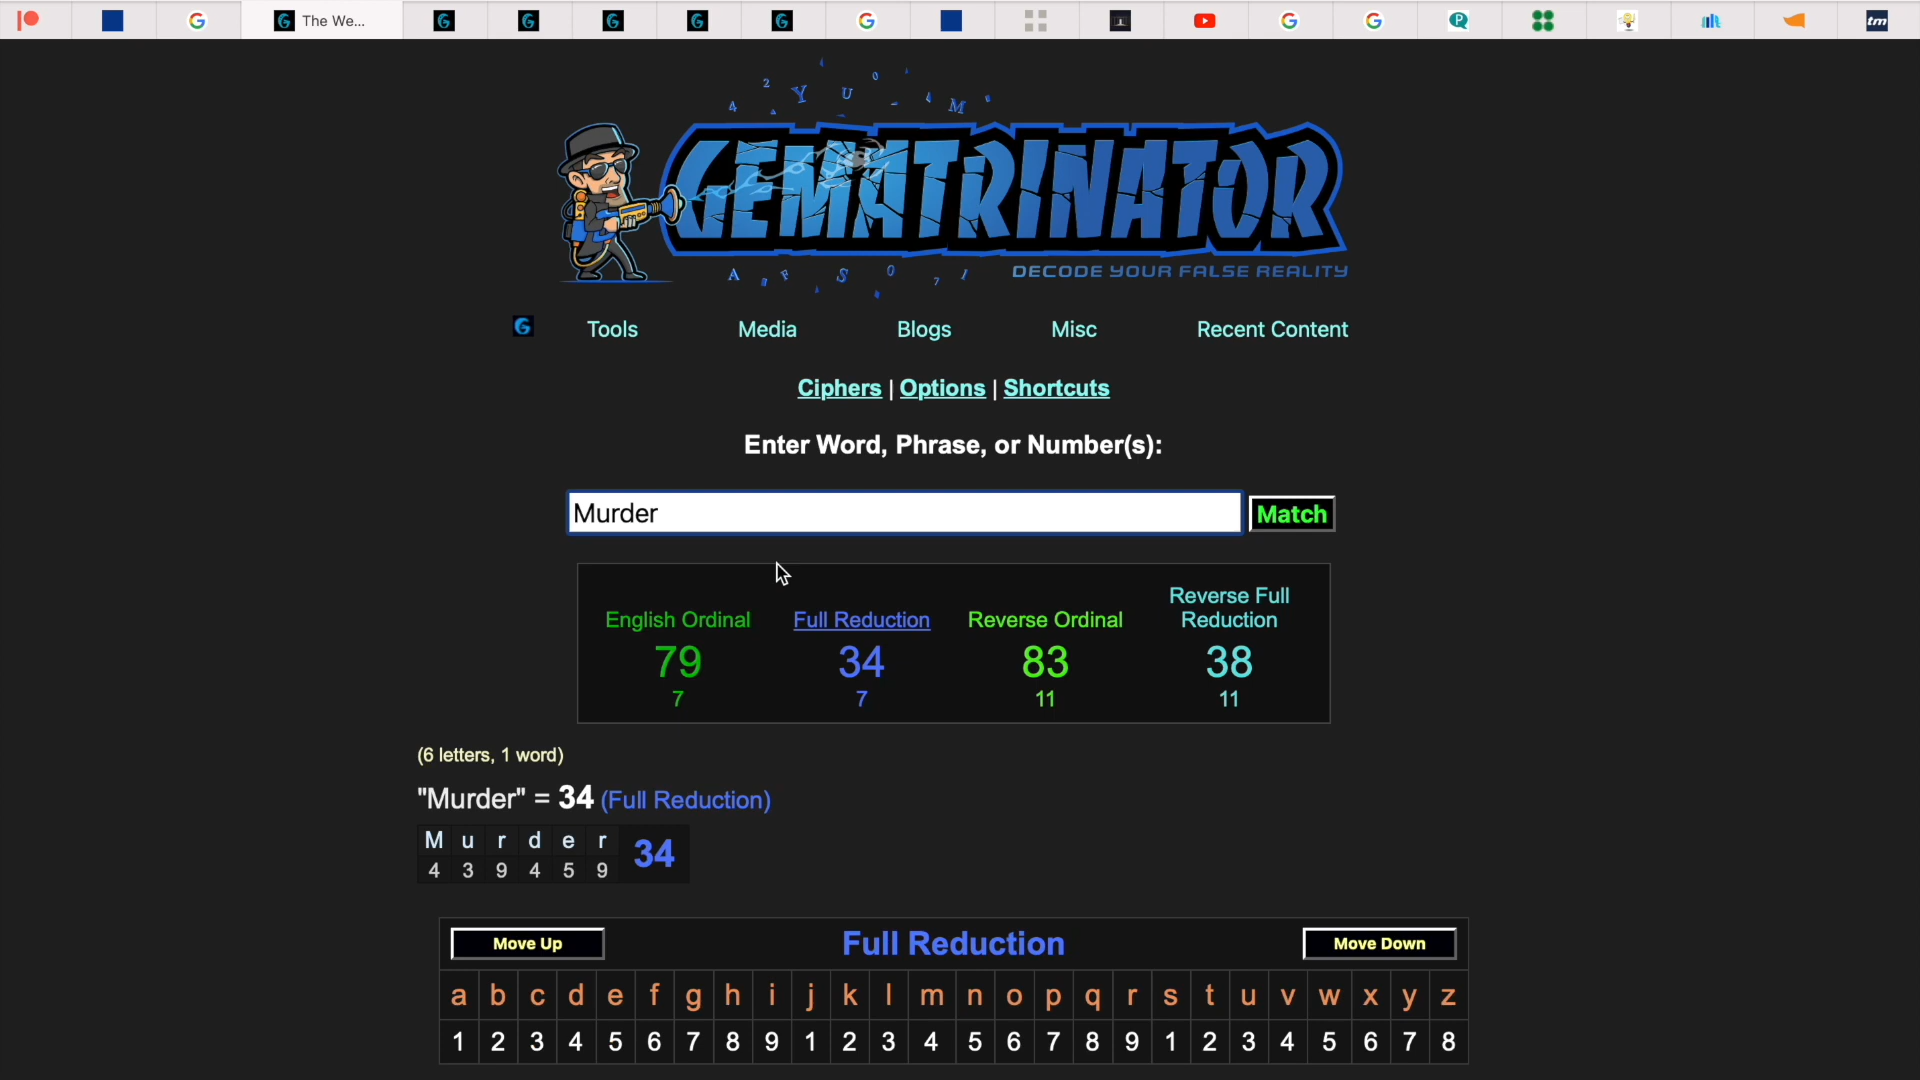 The We...
GEMATRINATOR
DECODE YOUR FALSE REALITY
Tools Media Blogs Misc Recent Content
Ciphers | Options | Shortcuts
Enter Word, Phrase, or Number(s):
Murder Match
English Ordinal Full Reduction Reverse Ordinal Reverse Full Reduction
79 34 83 38
7 7 11 11
(6 letters, 1 word)
"Murder" = 34 (Full Reduction)
M u r d e r 34
4 3 9 4 5 9
Move Up Full Reduction Move Down
a b c d e f g h i j k l m n o p q r s t u v w x y z
1 2 3 4 5 6 7 8 9 1 2 3 4 5 6 7 8 9 1 2 3 4 5 6 7 8